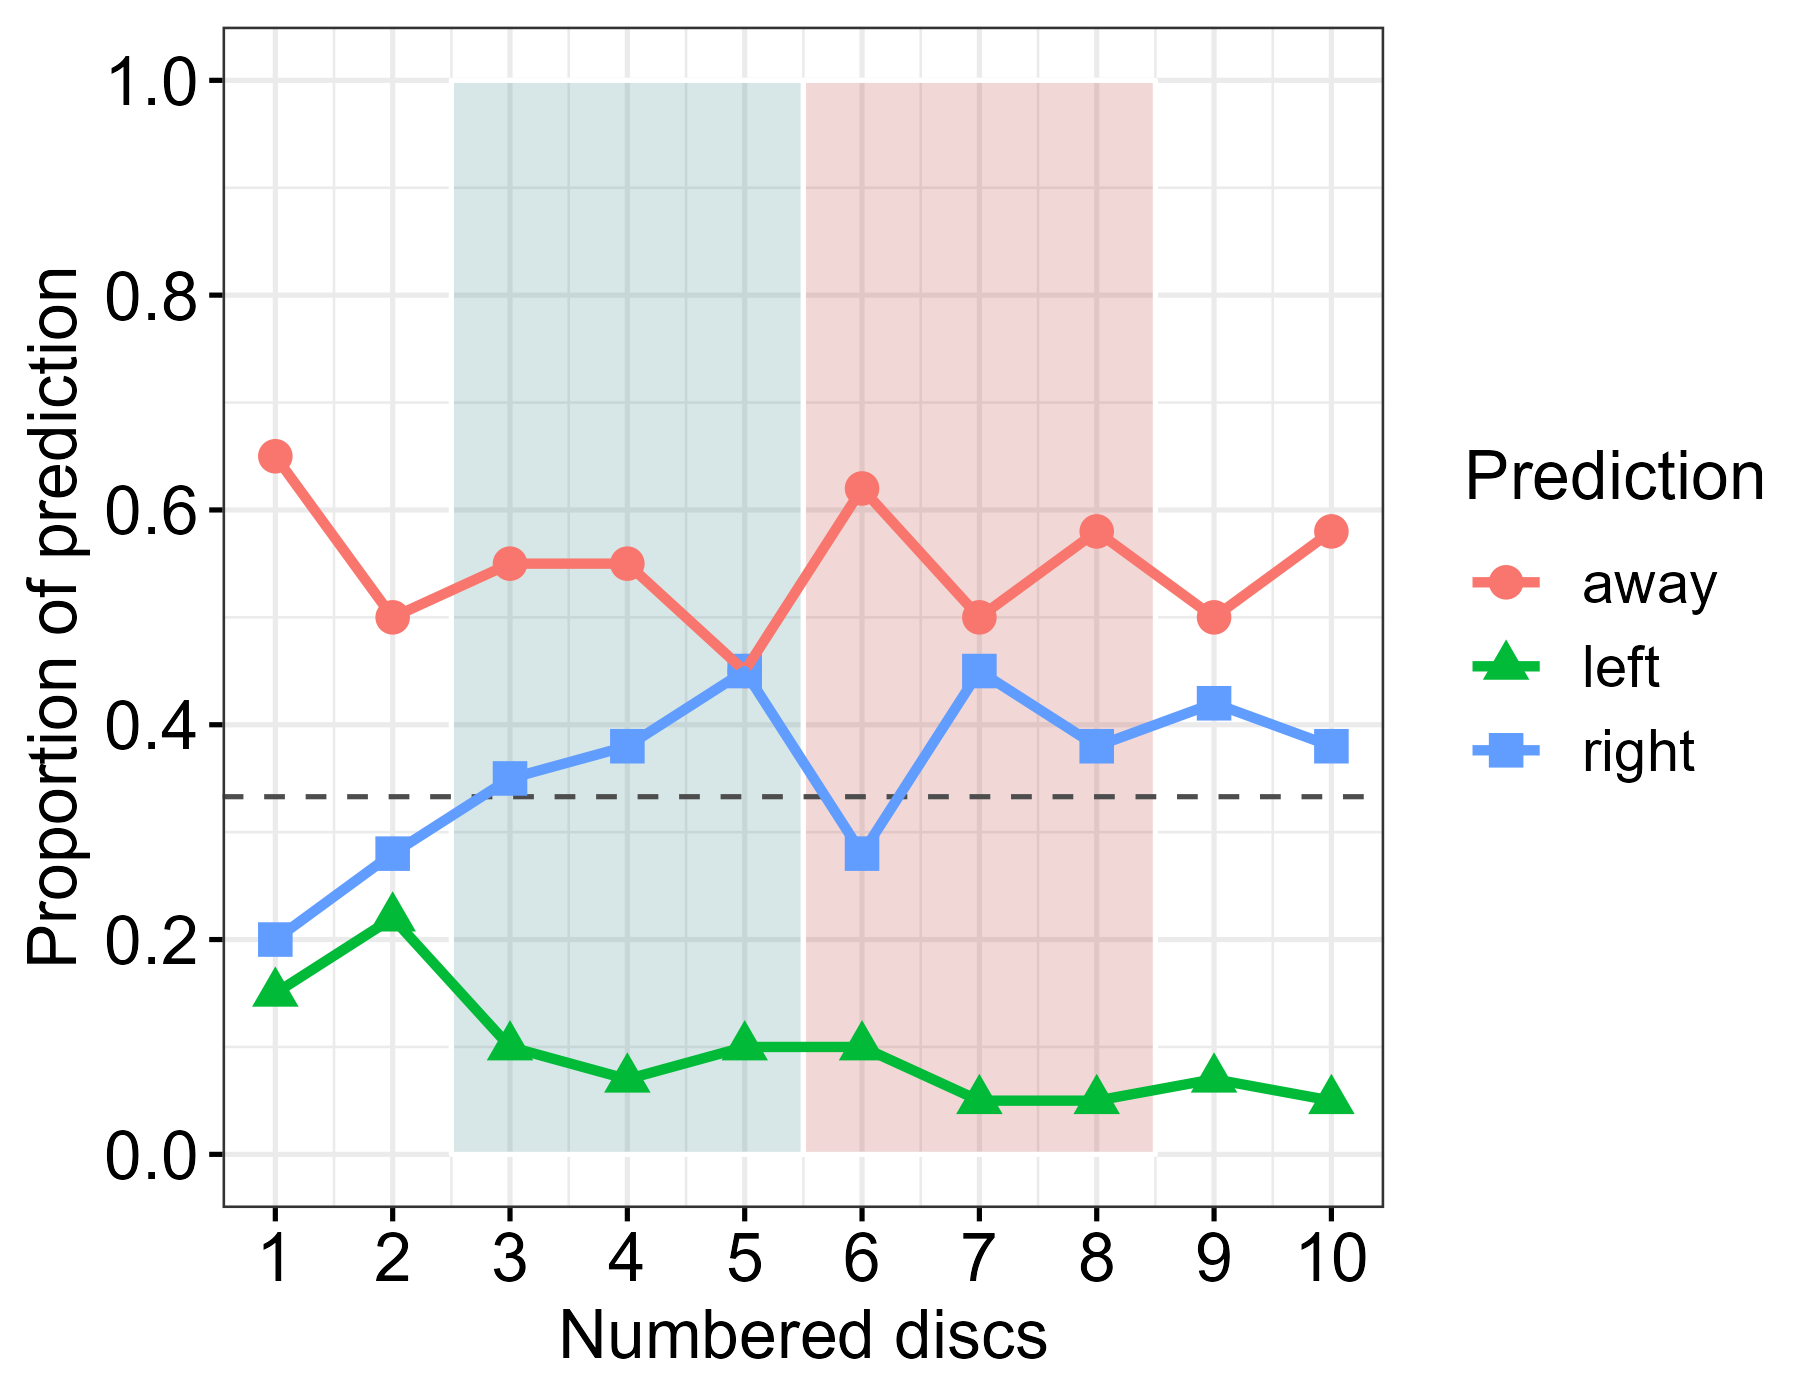 Proportion of prediction
1.0
0.8
0.6
0.4
0.2
0.0
1 2 3 4 5 6 7 8 9 10
Numbered discs
Prediction
away
left
right